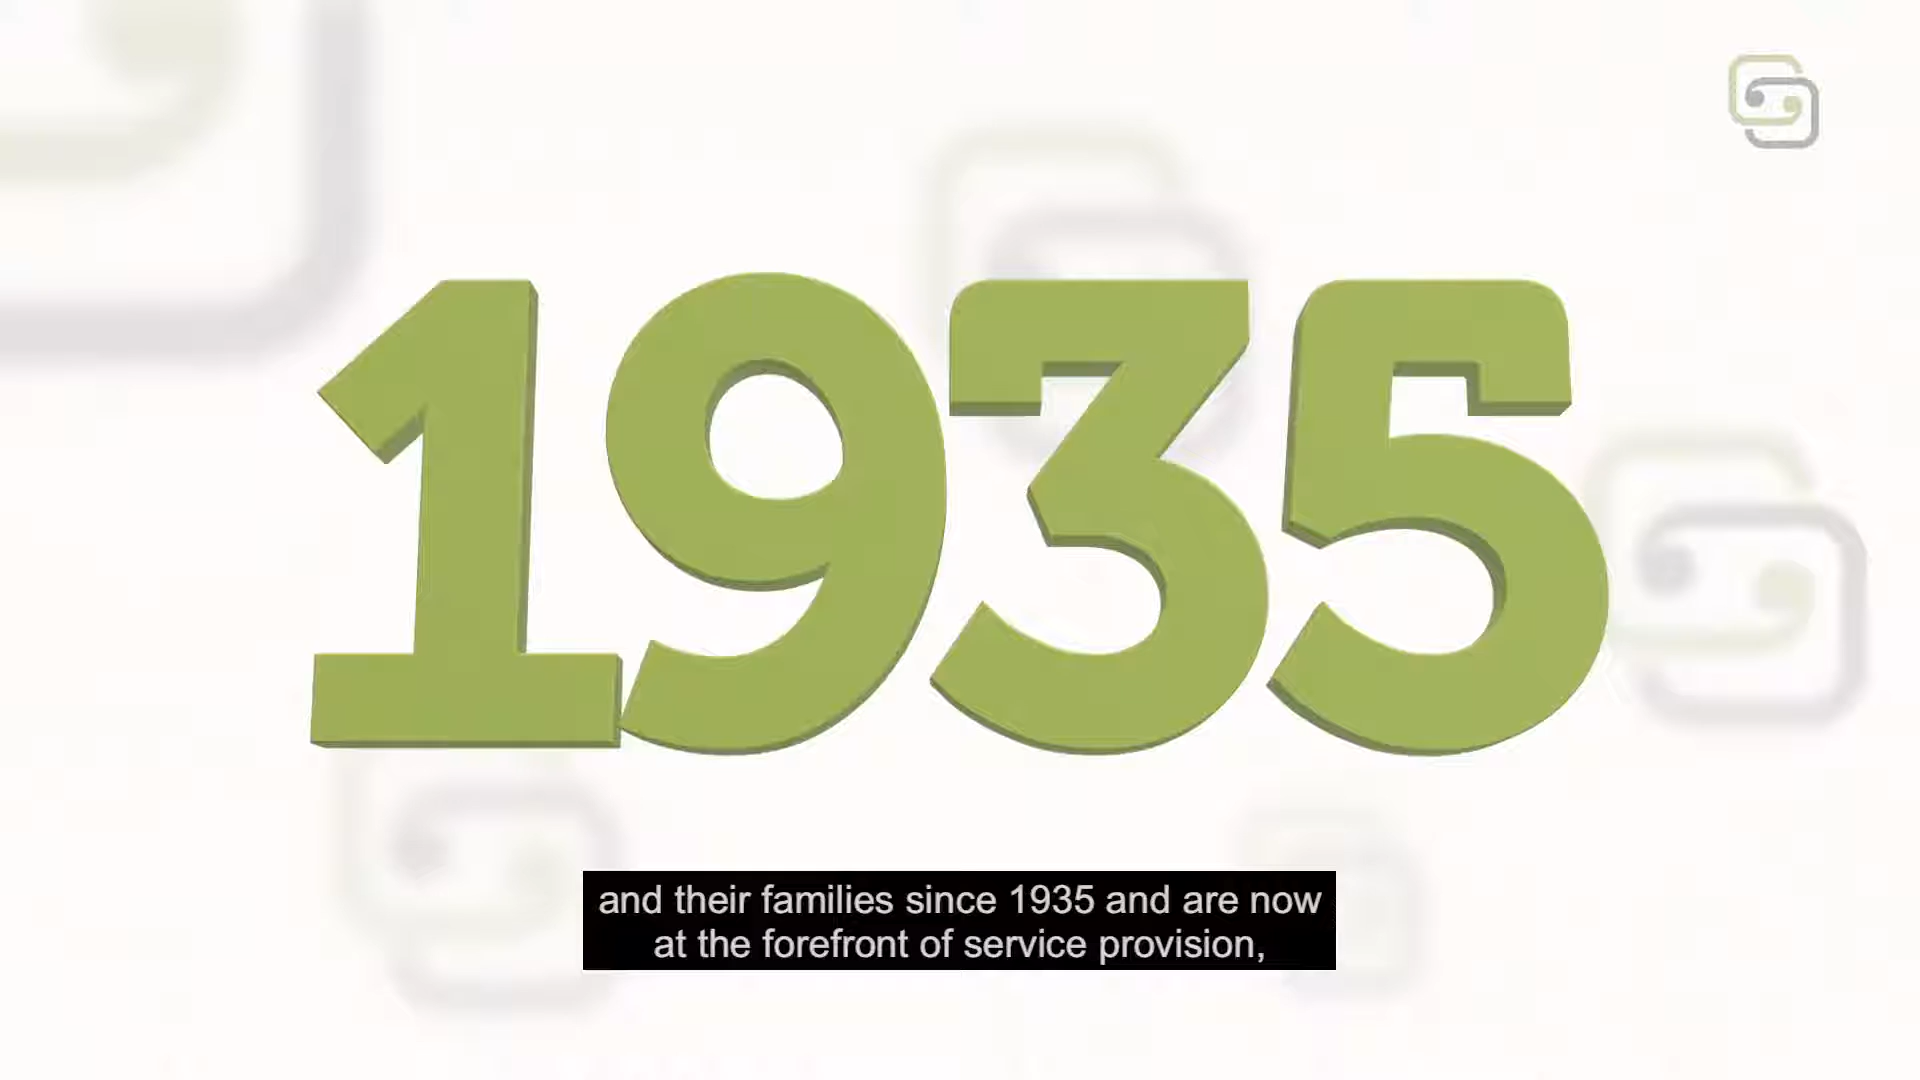 1935
and their families since 1935 and are now
at the forefront of service provision,